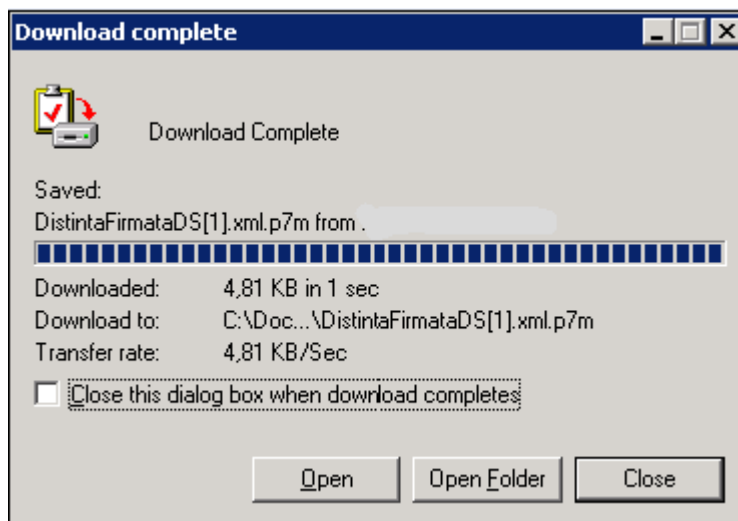 Download complete
Download Complete
Saved:
DistintaFirmataDS[1].xml.p7m from .
Downloaded: 4,81 KB in 1 sec
Download to: C:\Doc...\DistintaFirmataDS[1].xml.p7m
Transfer rate: 4,81 KB/Sec
Close this dialog box when download completes
Open Open Folder Close